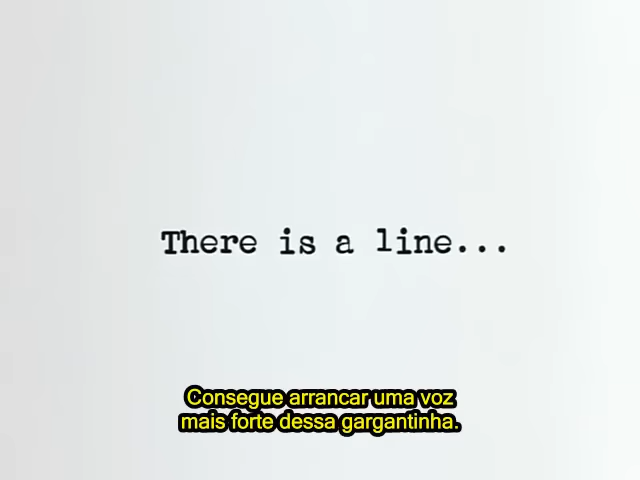 There is a line...
Consegue arrancar uma voz
mais forte dessa gargantinha.